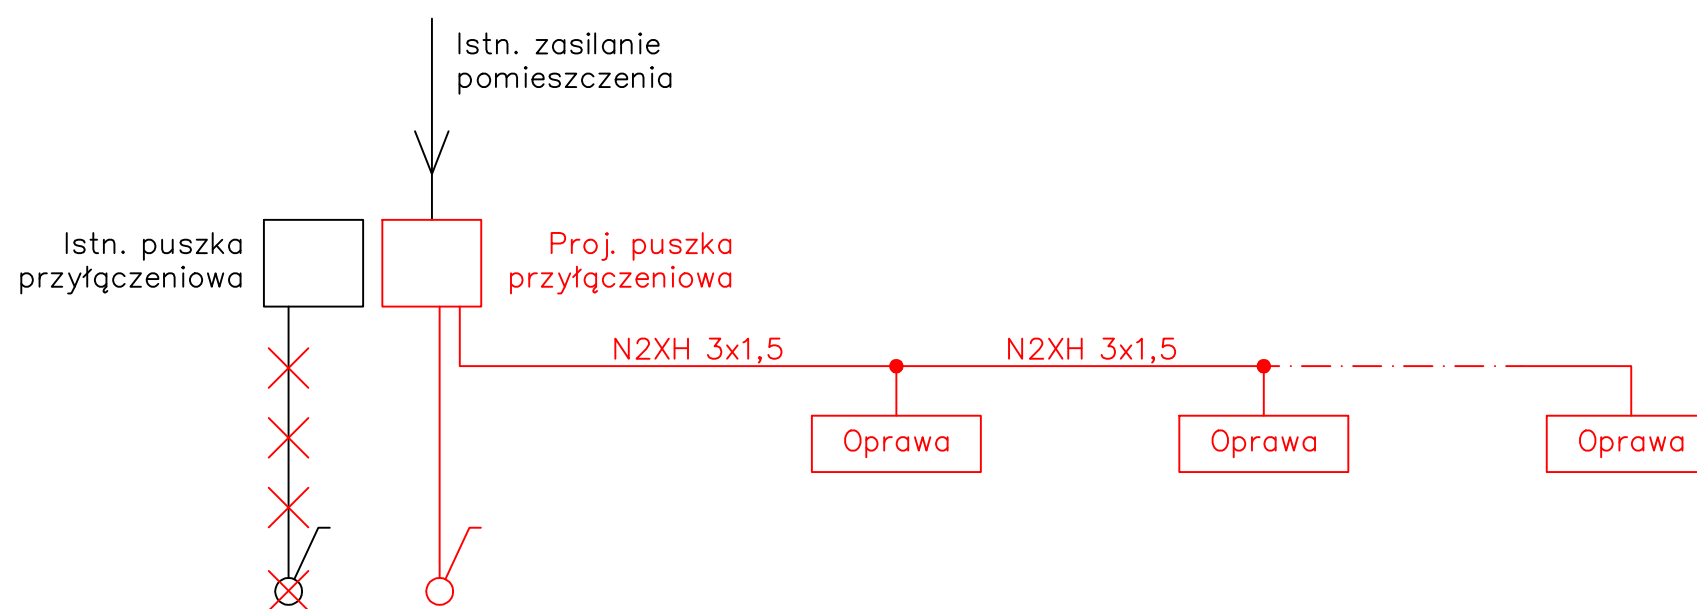 Istn. zasilanie
pomieszczenia
Istn. puszka
przyłączeniowa
Proj. puszka
przyłączeniowa
N2XH 3x1,5
N2XH 3x1,5
Oprawa
Oprawa
Oprawa